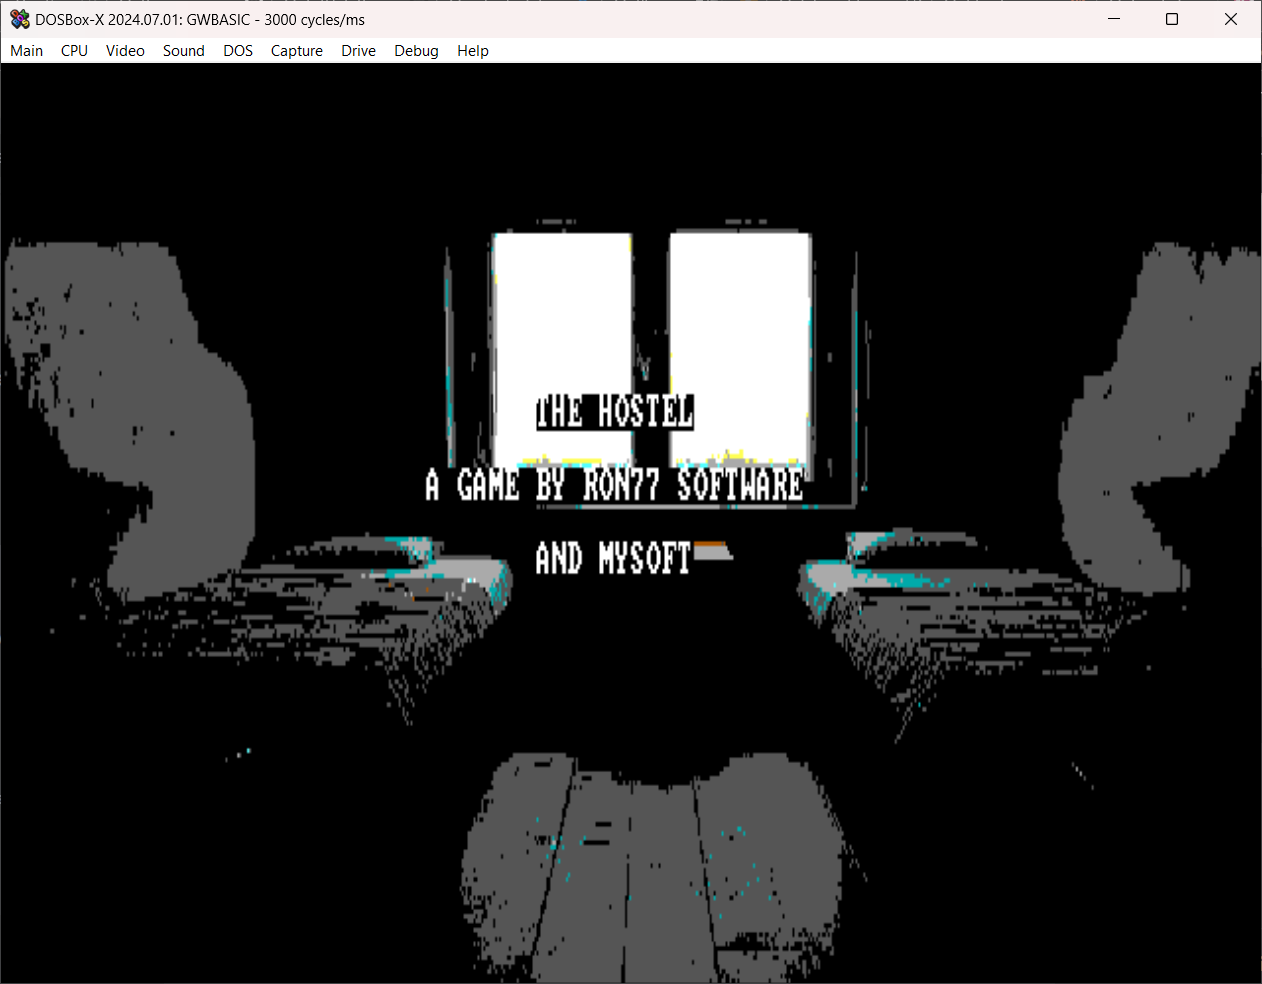 DOSBox-X 2024.07.01: GWBASIC - 3000 cycles/ms
Main CPU Video Sound DOS Capture Drive Debug Help
THE HOSTEL
A GAME BY RON77 SOFTWARE
AND MYSOFT